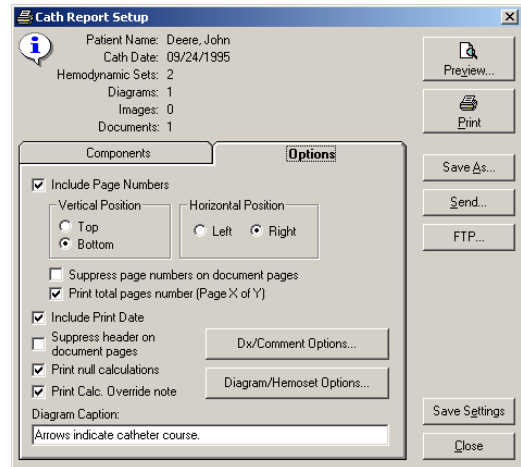 Cath Report Setup
Patient Name: Deere, John
Cath Date: 09/24/1995
Hemodynamic Sets: 2
Diagrams: 1
Images: 0
Documents: 1
Preview...
Print
Components
Options
Include Page Numbers
Vertical Position
Top
Bottom
Horizontal Position
Left
Right
Suppress page numbers on document pages
Print total pages number (Page X of Y)
Include Print Date
Suppress header on
document pages
Print null calculations
Print Calc. Override note
Dx/Comment Options...
Diagram/Hemoset Options...
Diagram Caption:
Arrows indicate catheter course.
Save As...
Send...
FTP...
Save Settings
Close